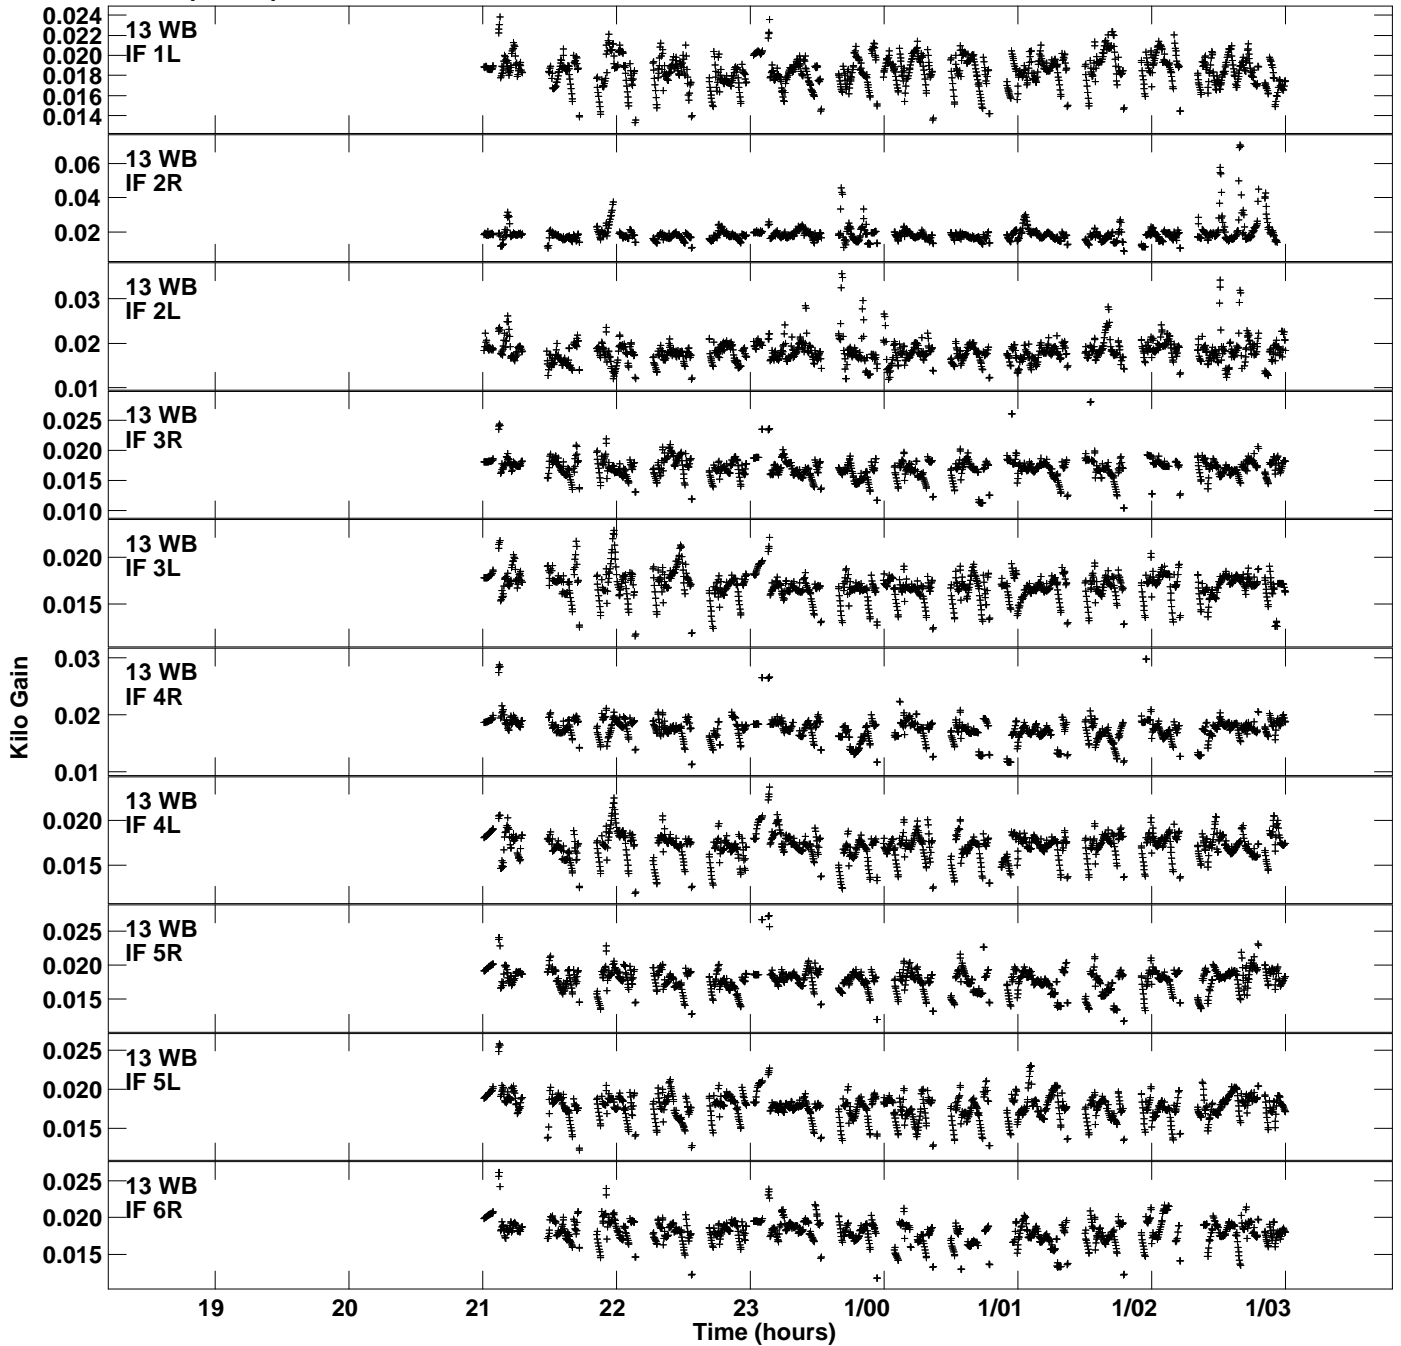 0.024
0.022
0.020
0.018
0.016
0.014
13 WB
IF 1L
0.06
0.04
0.02
13 WB
IF 2R
0.03
0.02
0.01
13 WB
IF 2L
0.025
0.020
0.015
0.010
13 WB
IF 3R
0.020
0.015
13 WB
IF 3L
0.03
0.02
0.01
13 WB
IF 4R
0.020
0.015
13 WB
IF 4L
0.025
0.020
0.015
13 WB
IF 5R
0.025
0.020
0.015
13 WB
IF 5L
0.025
0.020
0.015
13 WB
IF 6R
Kilo Gain
19 20 21 22 23 1/00 1/01 1/02 1/03
Time (hours)